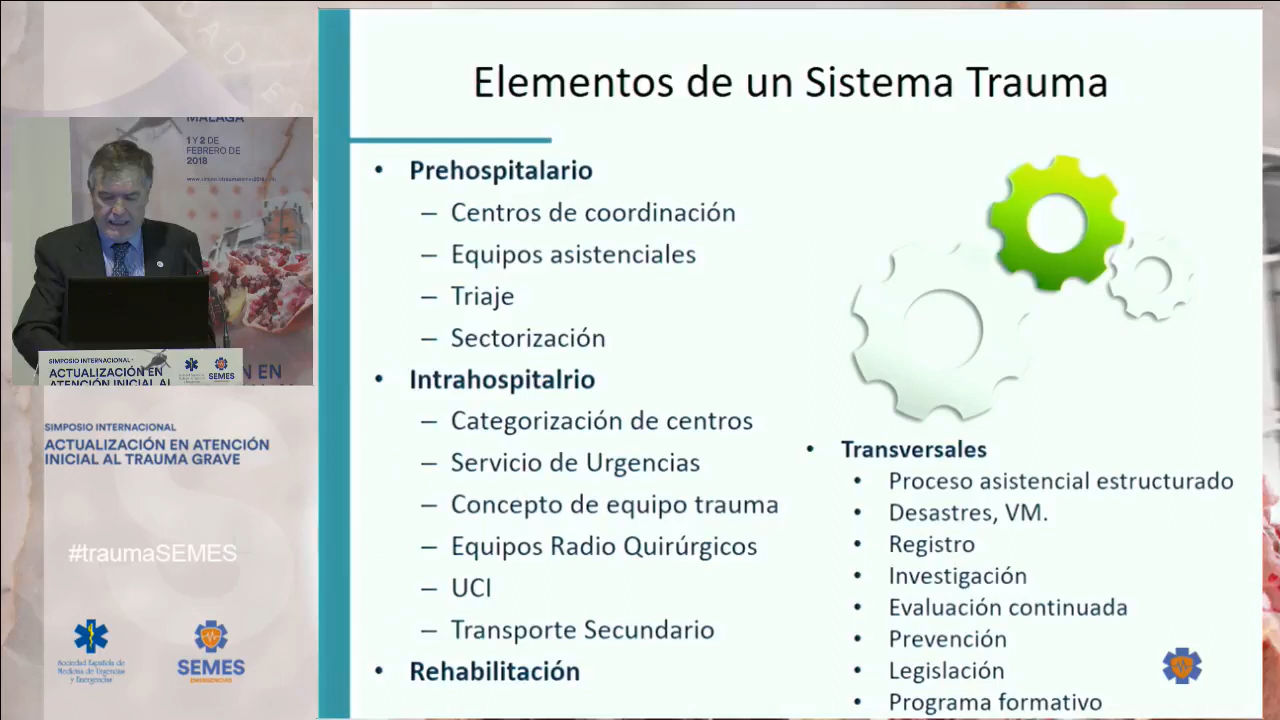 MÁLAGA
1 Y 2 DE
FEBRERO DE
2018
SIMPOSIO INTERNACIONAL
ACTUALIZACIÓN EN
ATENCIÓN INICIAL AL
SEMES
EN
SIMPOSIO INTERNACIONAL
ACTUALIZACIÓN EN ATENCIÓN
INICIAL AL TRAUMA GRAVE
#traumaSEMES
Sociedad Española de
Medicina de Urgencias
y Emergencias
SEMES
EMERGENCIAS
Elementos de un Sistema Trauma
• Prehospitalario
– Centros de coordinación
– Equipos asistenciales
– Triaje
– Sectorización
• Intrahospitalrio
– Categorización de centros
– Servicio de Urgencias
– Concepto de equipo trauma
– Equipos Radio Quirúrgicos
– UCI
– Transporte Secundario
• Rehabilitación
• Transversales
• Proceso asistencial estructurado
• Desastres, VM.
• Registro
• Investigación
• Evaluación continuada
• Prevención
• Legislación
• Programa formativo